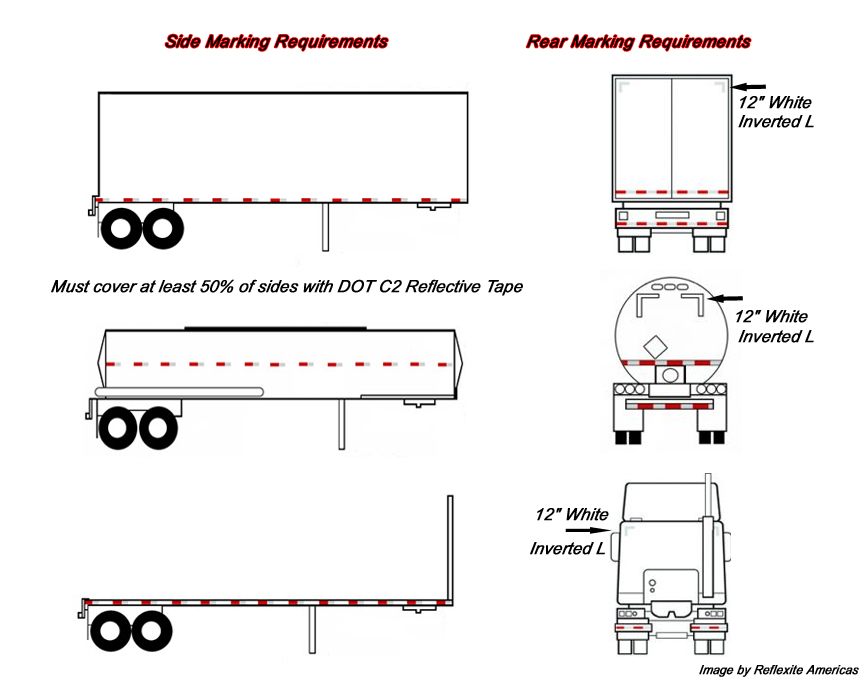 Side Marking Requirements
Rear Marking Requirements
12" White
Inverted L
Must cover at least 50% of sides with DOT C2 Reflective Tape
12" White
Inverted L
12" White
Inverted L
Image by Reflexite Americas